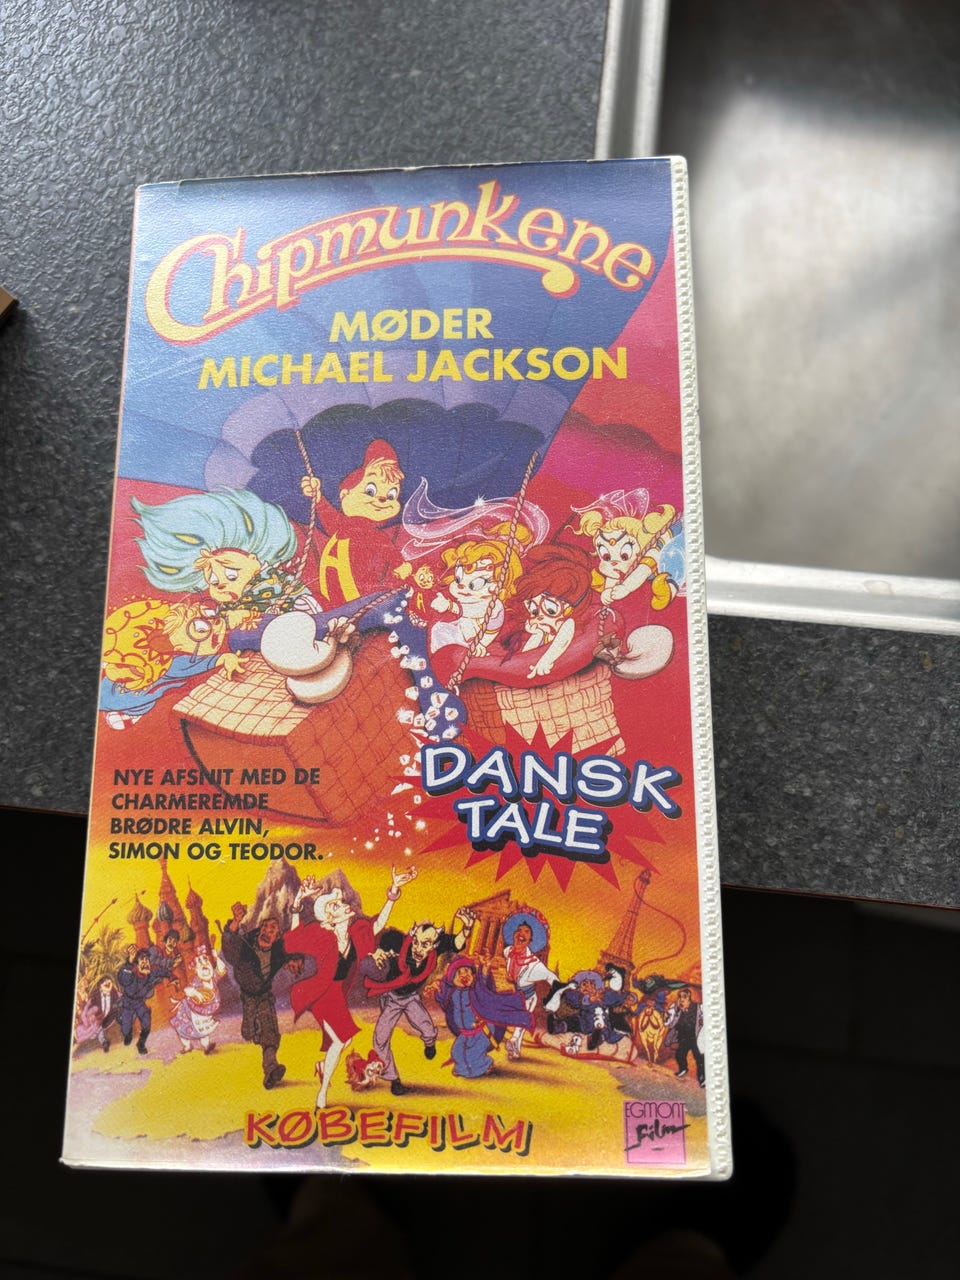 Chipmunkene
MØDER
MICHAEL JACKSON
A
DANSK
TALE
NYE AFSNIT MED DE
CHARMEREMDE
BRØDRE ALVIN,
SIMON OG TEODOR.
KØBEFILM
EGMONT
Film